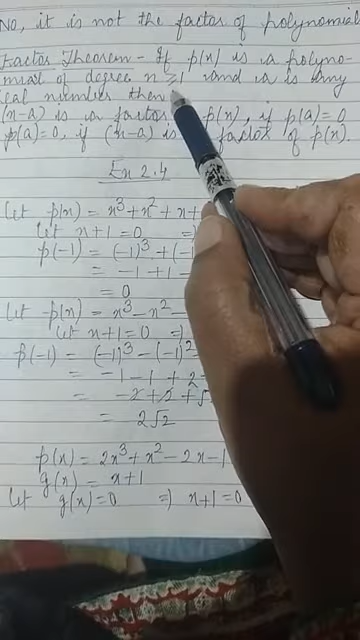 No, it is not the factor of polynomial
Factor Theorem - If p(x) is a polyno-
mial of degree n ≥ 1 and a is any
real number then
(x-a) is a factor p(x), if p(a) = 0
p(a)=0, if (x-a) is factor of p(x).
Ex 2.4
Let p(x) = x³ + x² + x +
let x+1=0 =)
p(-1) = (-1)³ + (-1
= -1 + 1
= 0
Let p(x) = x³ - x² -
let x+1=0 =)
p(-1) = (-1)³ - (-1)²
= -1 - 1 + 2
= -2 + 2 + √
= 2√2
p(x) = 2x³ + x² - 2x - 1
g(x) = x+1
let g(x)=0 =) x+1=0